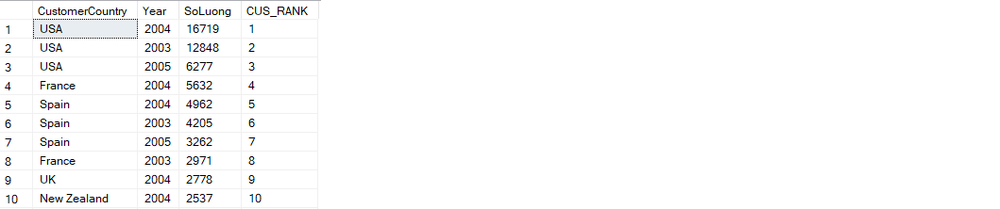 CustomerCountry Year SoLuong CUS_RANK
1 USA 2004 16719 1
2 USA 2003 12848 2
3 USA 2005 6277 3
4 France 2004 5632 4
5 Spain 2004 4962 5
6 Spain 2003 4205 6
7 Spain 2005 3262 7
8 France 2003 2971 8
9 UK 2004 2778 9
10 New Zealand 2004 2537 10